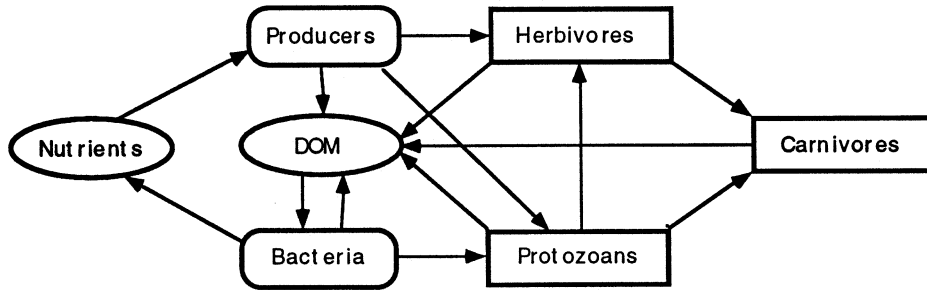 Producers
Herbivores
Nutrients
DOM
Carnivores
Bacteria
Protozoans